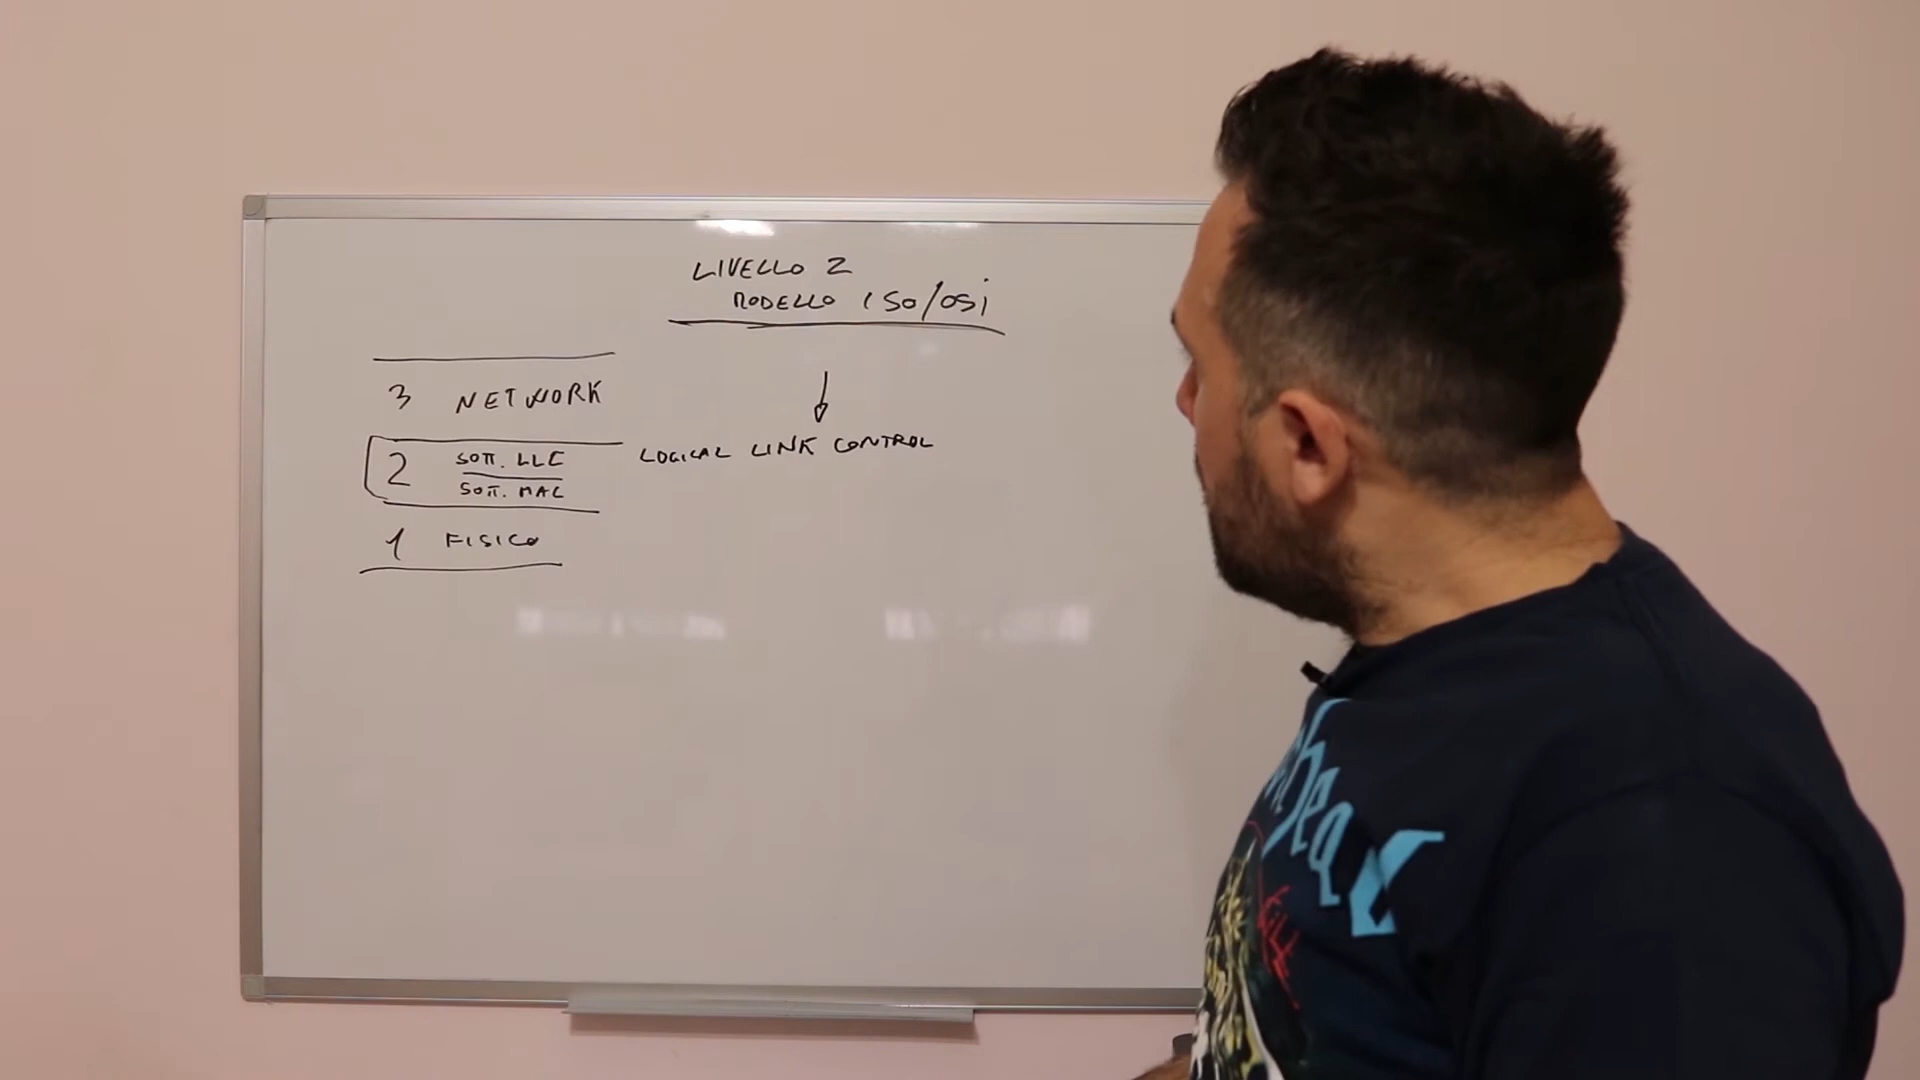 LIVELLO 2
MODELLO ISO/OSI
3 NETWORK
2 SOTT. LLC
SOTT. MAC
LOGICAL LINK CONTROL
1 FISICO